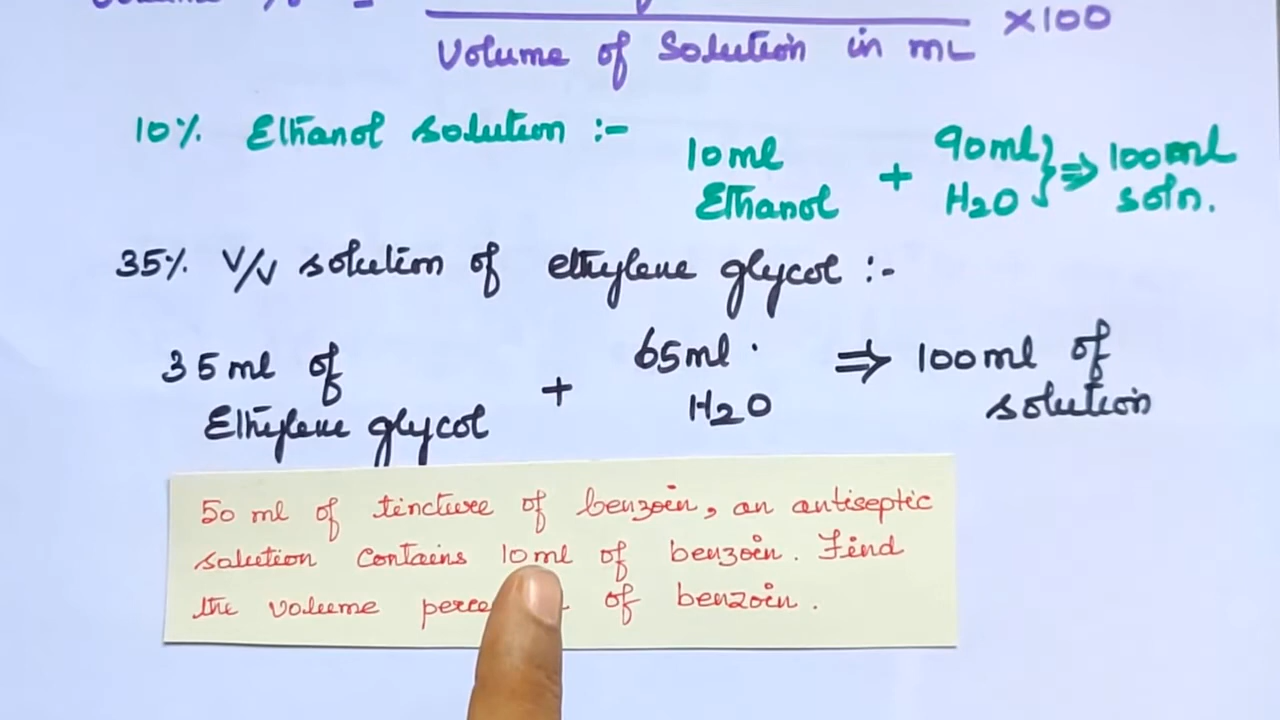 Volume of Solution in mL ×100
10% Ethanol solution :- 10ml Ethanol + 90ml H2O } ⇒ 100ml soln.
35% V/V solution of ethylene glycol :-
35ml of Ethylene glycol + 65ml H2O ⇒ 100ml of solution
50 ml of tincture of benzoin, an antiseptic
solution contains 10ml of benzoin. Find
the volume of benzoin.